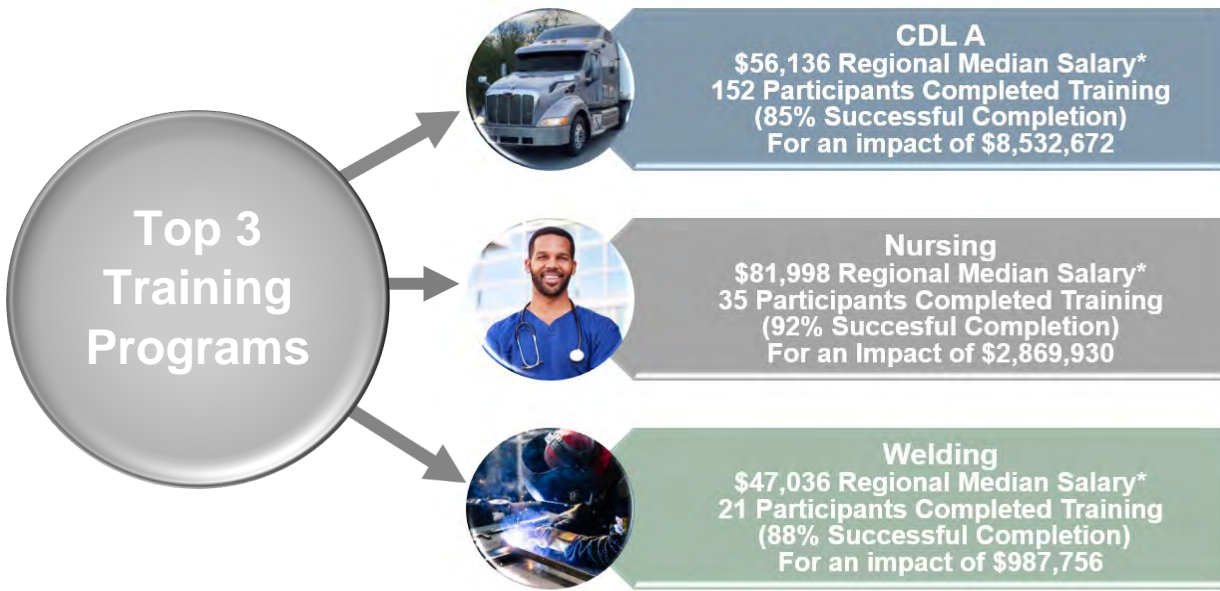 Top 3
Training
Programs
CDL A
$56,136 Regional Median Salary*
152 Participants Completed Training
(85% Successful Completion)
For an impact of $8,532,672
Nursing
$81,998 Regional Median Salary*
35 Participants Completed Training
(92% Succesful Completion)
For an Impact of $2,869,930
Welding
$47,036 Regional Median Salary*
21 Participants Completed Training
(88% Successful Completion)
For an impact of $987,756